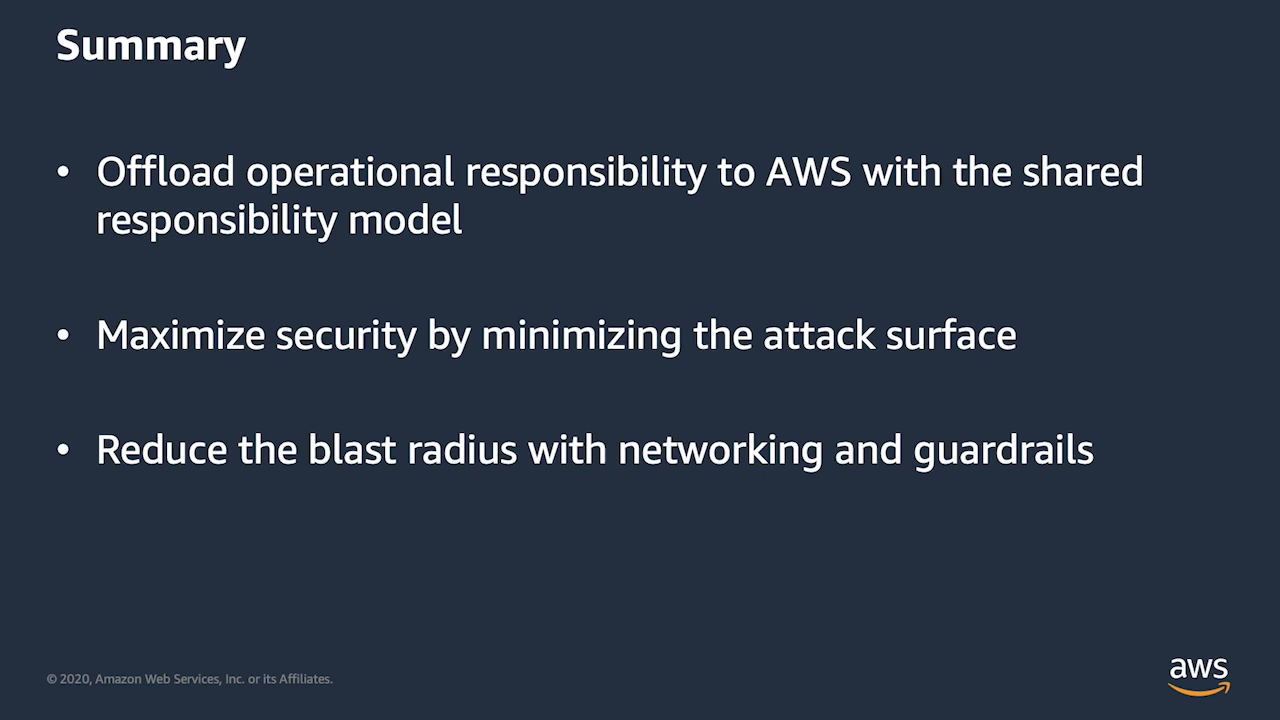 Summary
• Offload operational responsibility to AWS with the shared
responsibility model
• Maximize security by minimizing the attack surface
• Reduce the blast radius with networking and guardrails
© 2020, Amazon Web Services, Inc. or its Affiliates.
aws